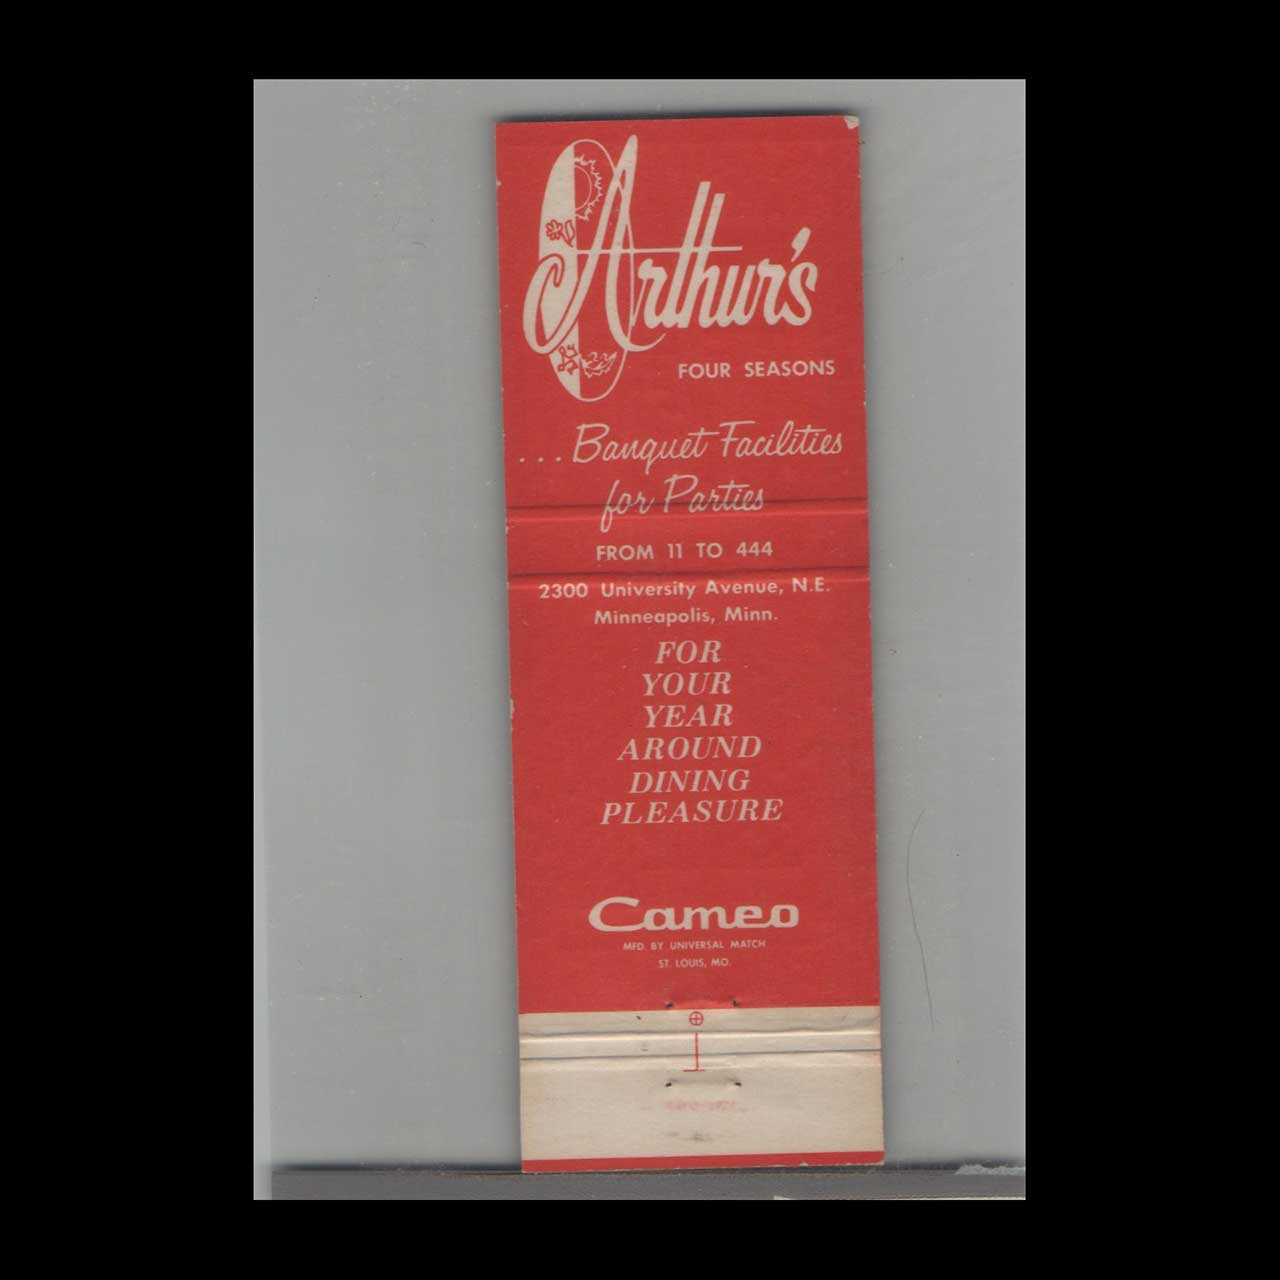 Arthur's
FOUR SEASONS
...Banquet Facilities
for Parties
FROM 11 TO 444
2300 University Avenue, N.E.
Minneapolis, Minn.
FOR
YOUR
YEAR
AROUND
DINING
PLEASURE
Cameo
MFD. BY UNIVERSAL MATCH
ST. LOUIS, MO.